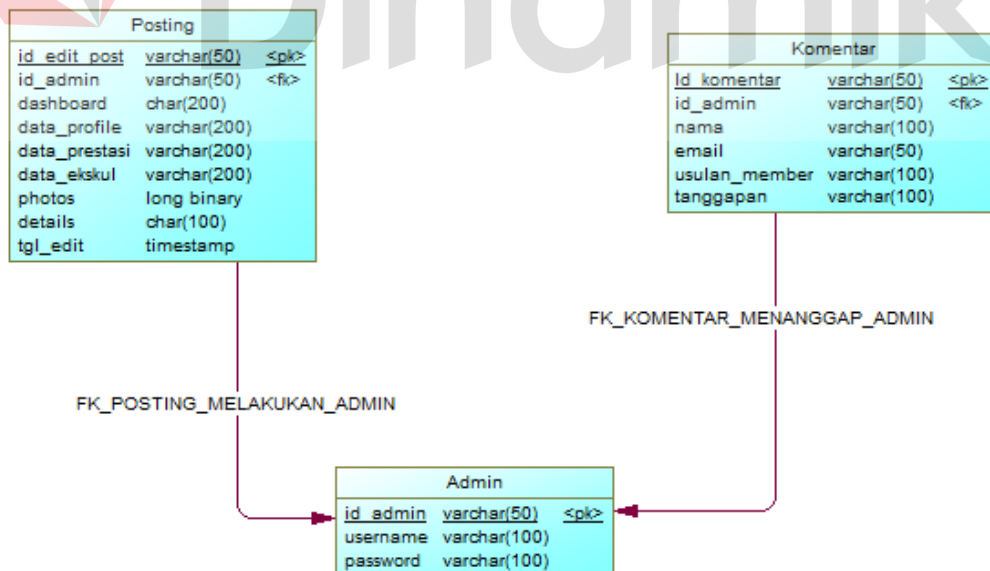 Dinamik
Posting
id_edit_post varchar(50) <pk>
id_admin varchar(50) <fk>
dashboard char(200)
data_profile varchar(200)
data_prestasi varchar(200)
data_ekskul varchar(200)
photos long binary
details char(100)
tgl_edit timestamp
Komentar
Id_komentar varchar(50) <pk>
id_admin varchar(50) <fk>
nama varchar(100)
email varchar(50)
usulan_member varchar(100)
tanggapan varchar(100)
FK_KOMENTAR_MENANGGAP_ADMIN
FK_POSTING_MELAKUKAN_ADMIN
Admin
id_admin varchar(50) <pk>
username varchar(100)
password varchar(100)